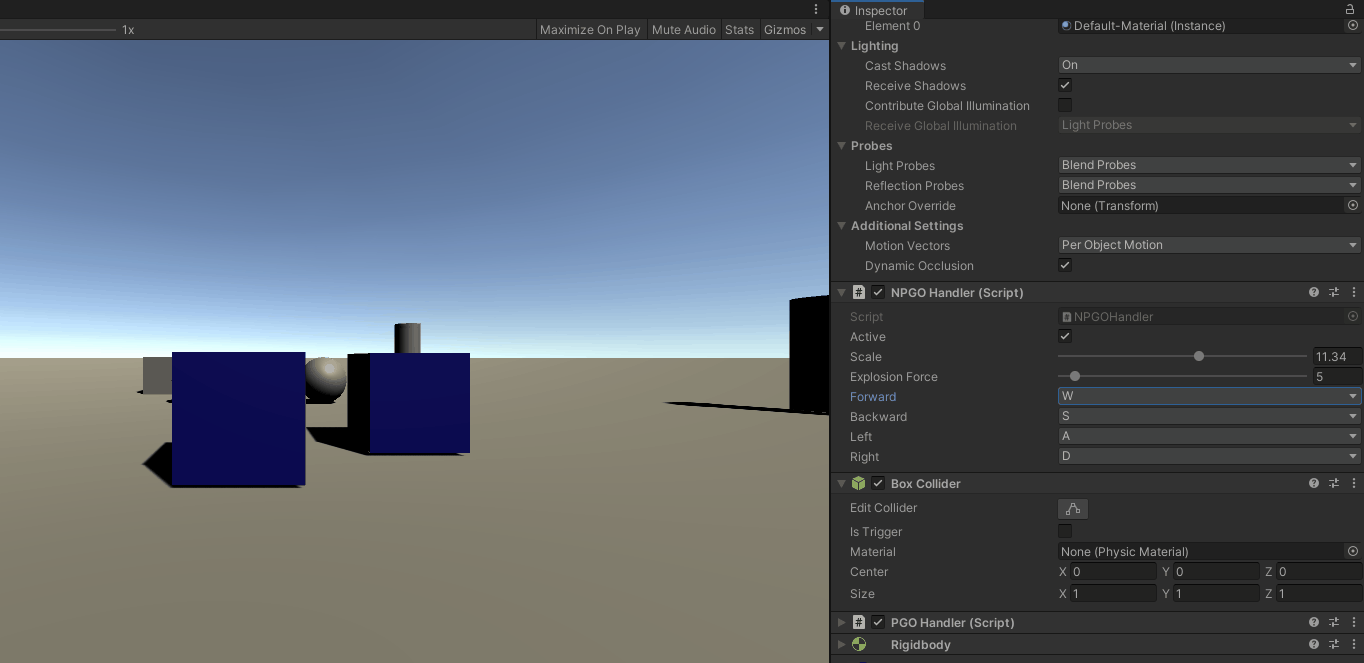 Inspector
1x
Maximize On Play Mute Audio Stats Gizmos
Element 0 Default-Material (Instance)
Lighting
Cast Shadows On
Receive Shadows
Contribute Global Illumination
Receive Global Illumination Light Probes
Probes
Light Probes Blend Probes
Reflection Probes Blend Probes
Anchor Override None (Transform)
Additional Settings
Motion Vectors Per Object Motion
Dynamic Occlusion
# NPGO Handler (Script)
Script # NPGOHandler
Active
Scale 11.34
Explosion Force 5
Forward W
Backward S
Left A
Right D
Box Collider
Edit Collider
Is Trigger
Material None (Physic Material)
Center X 0 Y 0 Z 0
Size X 1 Y 1 Z 1
# PGO Handler (Script)
Rigidbody